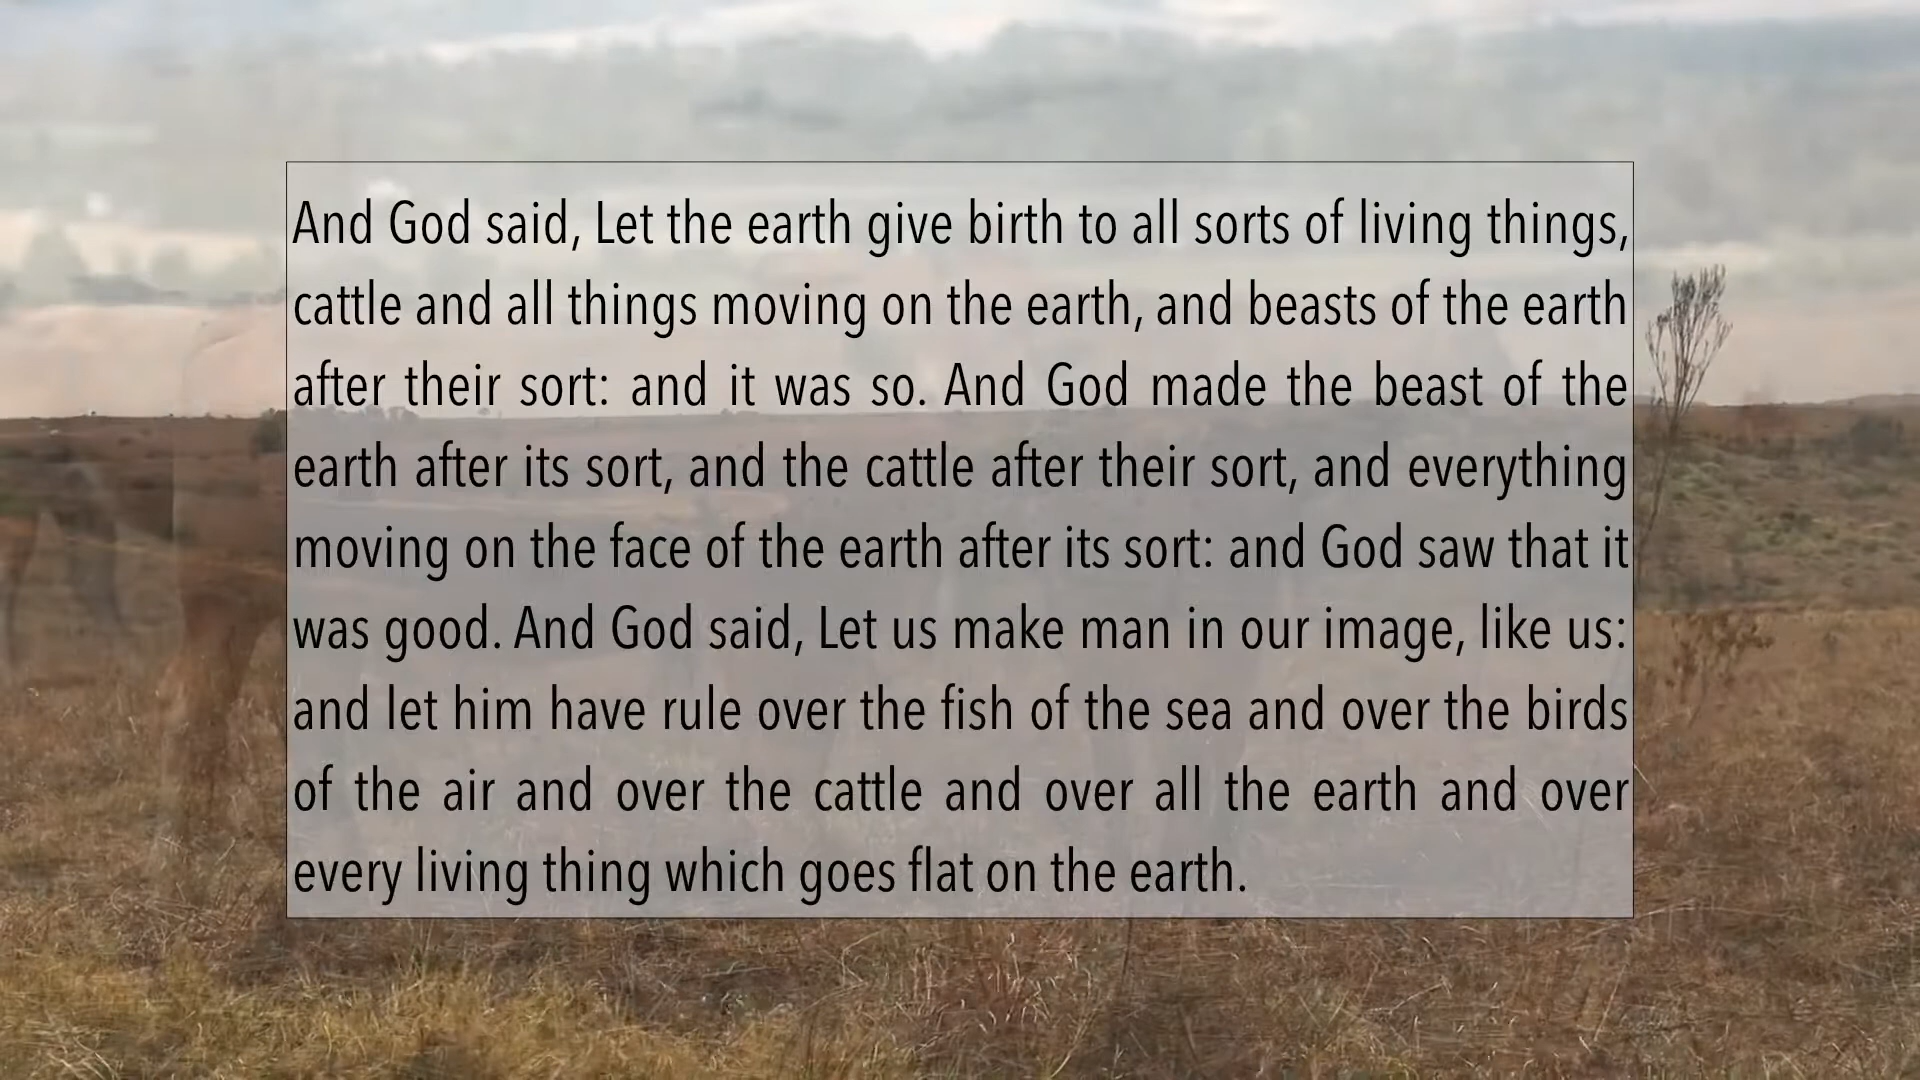 And God said, Let the earth give birth to all sorts of living things,
cattle and all things moving on the earth, and beasts of the earth
after their sort: and it was so. And God made the beast of the
earth after its sort, and the cattle after their sort, and everything
moving on the face of the earth after its sort: and God saw that it
was good. And God said, Let us make man in our image, like us:
and let him have rule over the fish of the sea and over the birds
of the air and over the cattle and over all the earth and over
every living thing which goes flat on the earth.